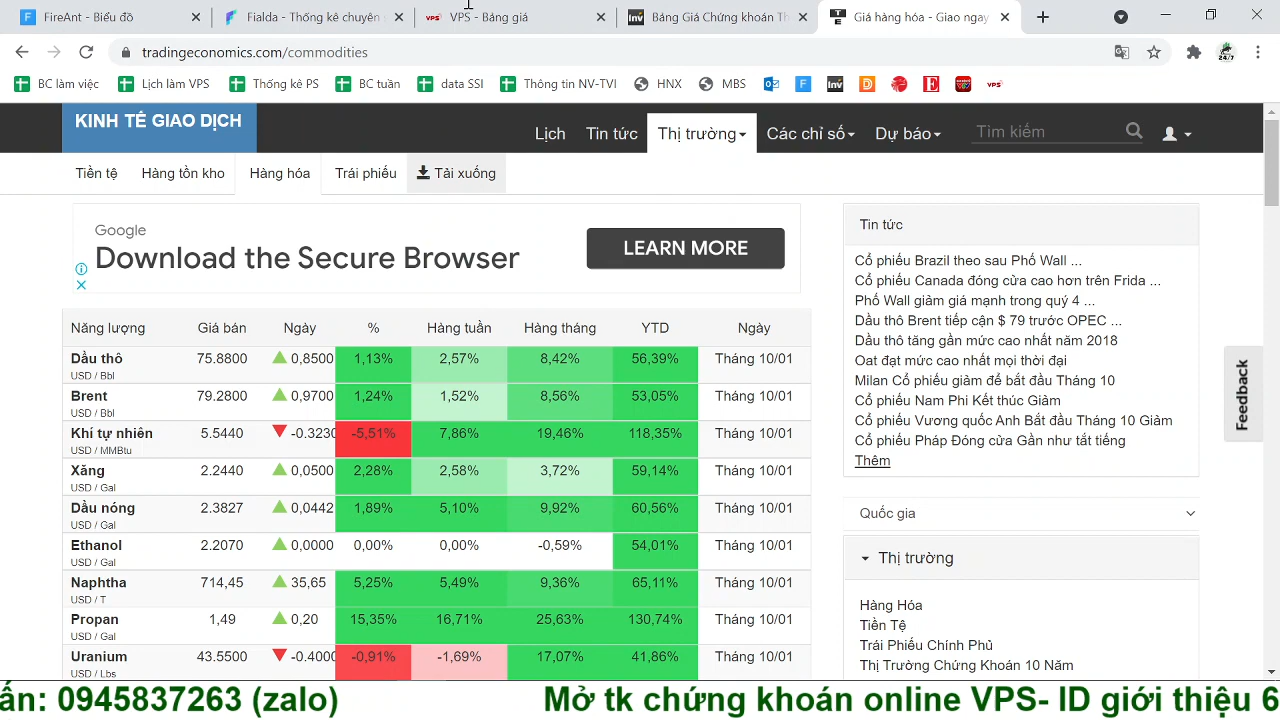 FireAnt - Biểu đồ
Fialda - Thống kê chuyên
VPS - Bảng giá
Bảng Giá Chứng khoán Th
Giá hàng hóa - Giao ngay
tradingeconomics.com/commodities
BC làm việc
Lịch làm VPS
Thống kê PS
BC tuần
data SSI
Thông tin NV-TVI
HNX
MBS
KINH TẾ GIAO DỊCH
Lịch Tin tức Thị trường Các chỉ số Dự báo Tìm kiếm
Tiền tệ Hàng tồn kho Hàng hóa Trái phiếu Tải xuống
Google
Download the Secure Browser
LEARN MORE
Năng lượng Giá bán Ngày % Hàng tuần Hàng tháng YTD Ngày
Dầu thô 75.8800 0,8500 1,13% 2,57% 8,42% 56,39% Tháng 10/01
USD / Bbl
Brent 79.2800 0,9700 1,24% 1,52% 8,56% 53,05% Tháng 10/01
USD / Bbl
Khí tự nhiên 5.5440 -0.3230 -5,51% 7,86% 19,46% 118,35% Tháng 10/01
USD / MMBtu
Xăng 2.2440 0,0500 2,28% 2,58% 3,72% 59,14% Tháng 10/01
USD / Gal
Dầu nóng 2.3827 0,0442 1,89% 5,10% 9,92% 60,56% Tháng 10/01
USD / Gal
Ethanol 2.2070 0,0000 0,00% 0,00% -0,59% 54,01% Tháng 10/01
USD / Gal
Naphtha 714,45 35,65 5,25% 5,49% 9,36% 65,11% Tháng 10/01
USD / T
Propan 1,49 0,20 15,35% 16,71% 25,63% 130,74% Tháng 10/01
USD / Gal
Uranium 43.5500 -0.4000 -0,91% -1,69% 17,07% 41,86% Tháng 10/01
USD / Lbs
Tin tức
Cổ phiếu Brazil theo sau Phố Wall ...
Cổ phiếu Canada đóng cửa cao hơn trên Frida ...
Phố Wall giảm giá mạnh trong quý 4 ...
Dầu thô Brent tiếp cận $ 79 trước OPEC ...
Dầu thô tăng gần mức cao nhất năm 2018
Oat đạt mức cao nhất mọi thời đại
Milan Cổ phiếu giảm để bắt đầu Tháng 10
Cổ phiếu Nam Phi Kết thúc Giảm
Cổ phiếu Vương quốc Anh Bắt đầu Tháng 10 Giảm
Cổ phiếu Pháp Đóng cửa Gần như tắt tiếng
Thêm
Quốc gia
Thị trường
Hàng Hóa
Tiền Tệ
Trái Phiếu Chính Phủ
Thị Trường Chứng Khoán 10 Năm
Feedback
ấn: 0945837263 (zalo) Mở tk chứng khoán online VPS- ID giới thiệu 6